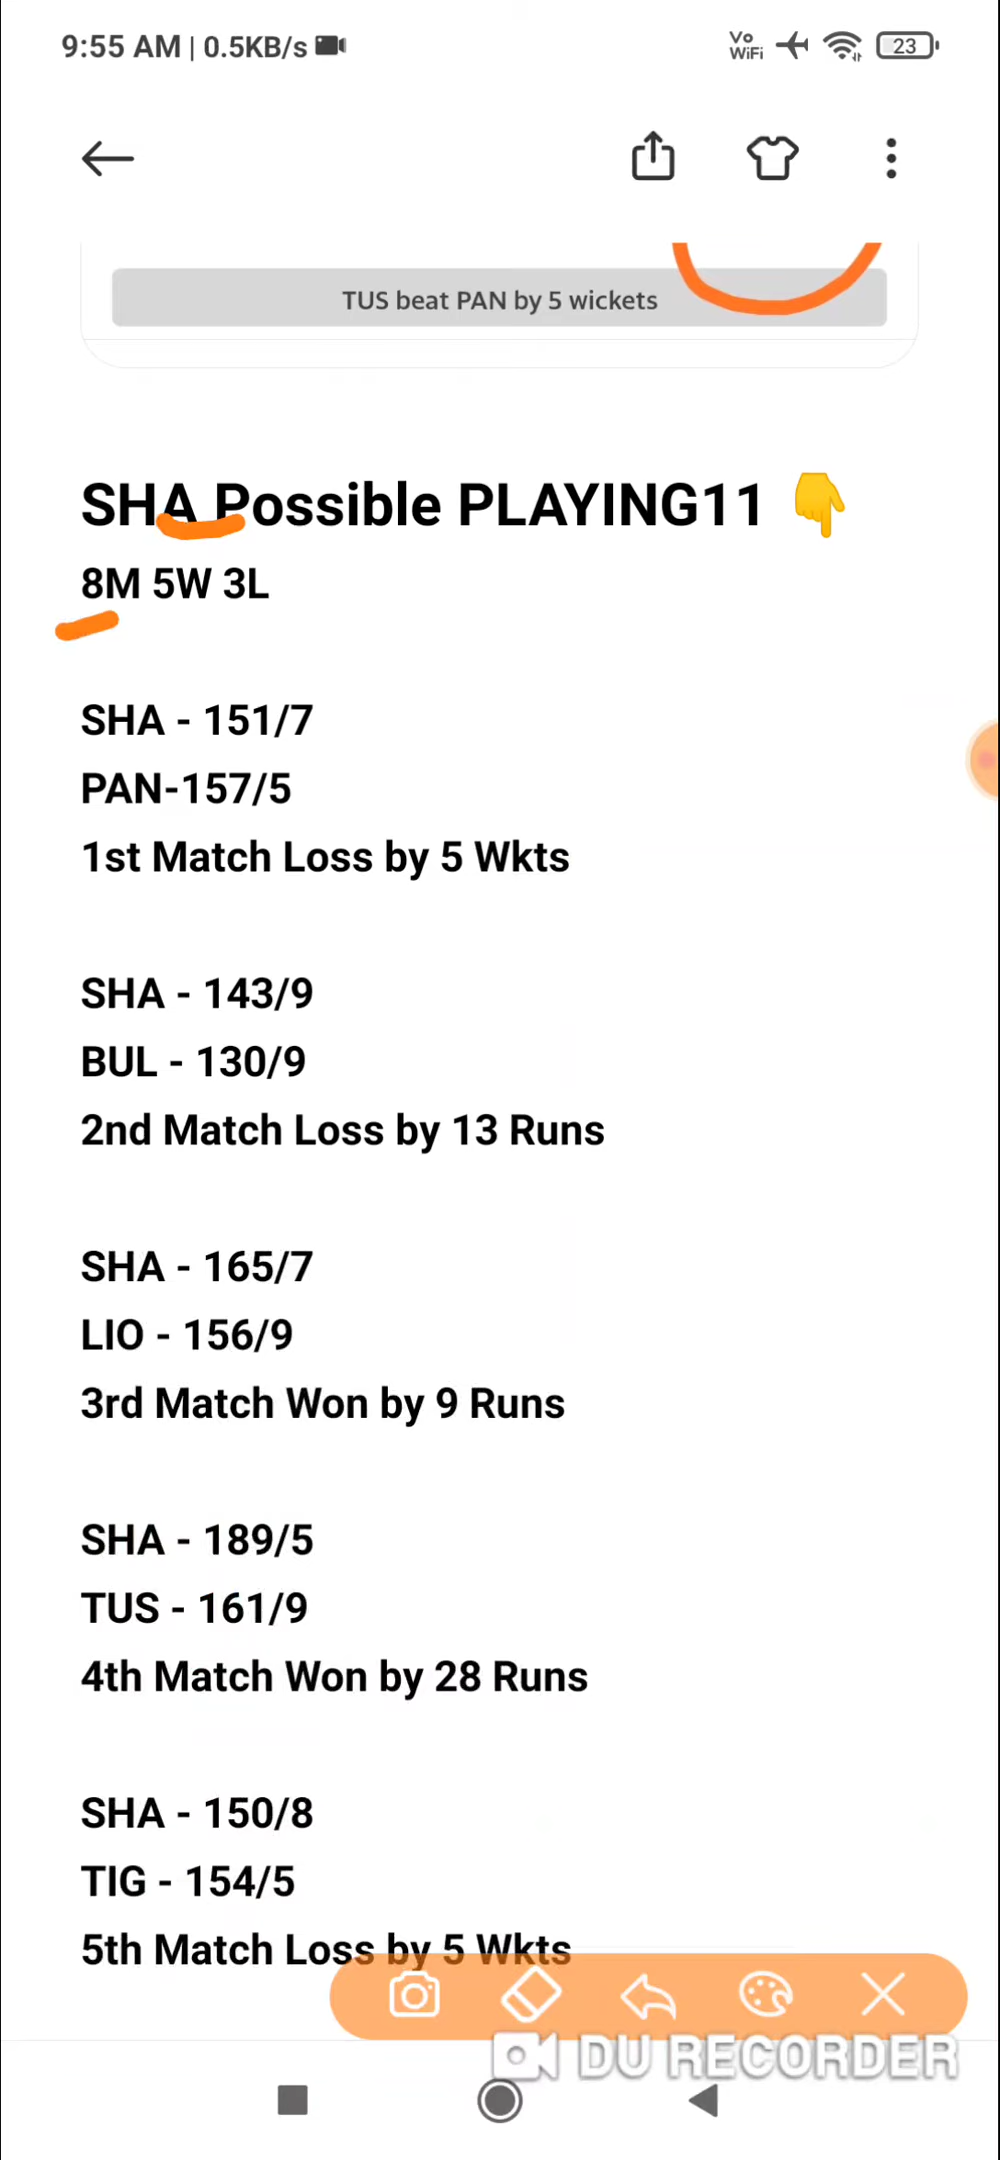 9:55 AM | 0.5KB/s
Vo WiFi 23
TUS beat PAN by 5 wickets
SHA Possible PLAYING11 👇
8M 5W 3L
SHA - 151/7
PAN-157/5
1st Match Loss by 5 Wkts
SHA - 143/9
BUL - 130/9
2nd Match Loss by 13 Runs
SHA - 165/7
LIO - 156/9
3rd Match Won by 9 Runs
SHA - 189/5
TUS - 161/9
4th Match Won by 28 Runs
SHA - 150/8
TIG - 154/5
5th Match Loss by 5 Wkts
DU RECORDER